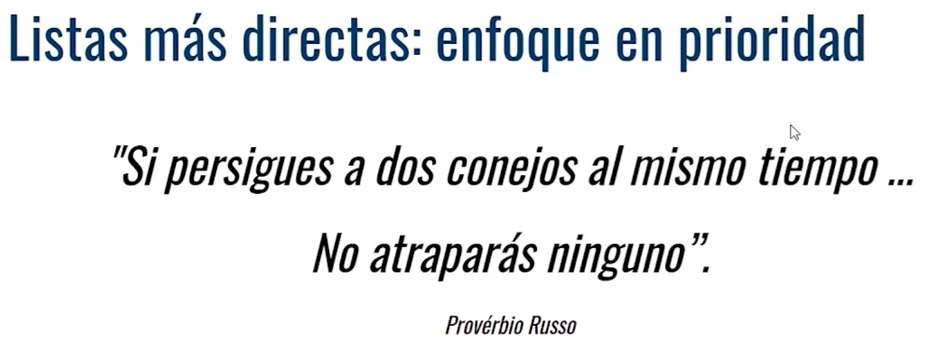 Listas más directas: enfoque en prioridad
"Si persigues a dos conejos al mismo tiempo ...
No atraparás ninguno”.
Provérbio Russo